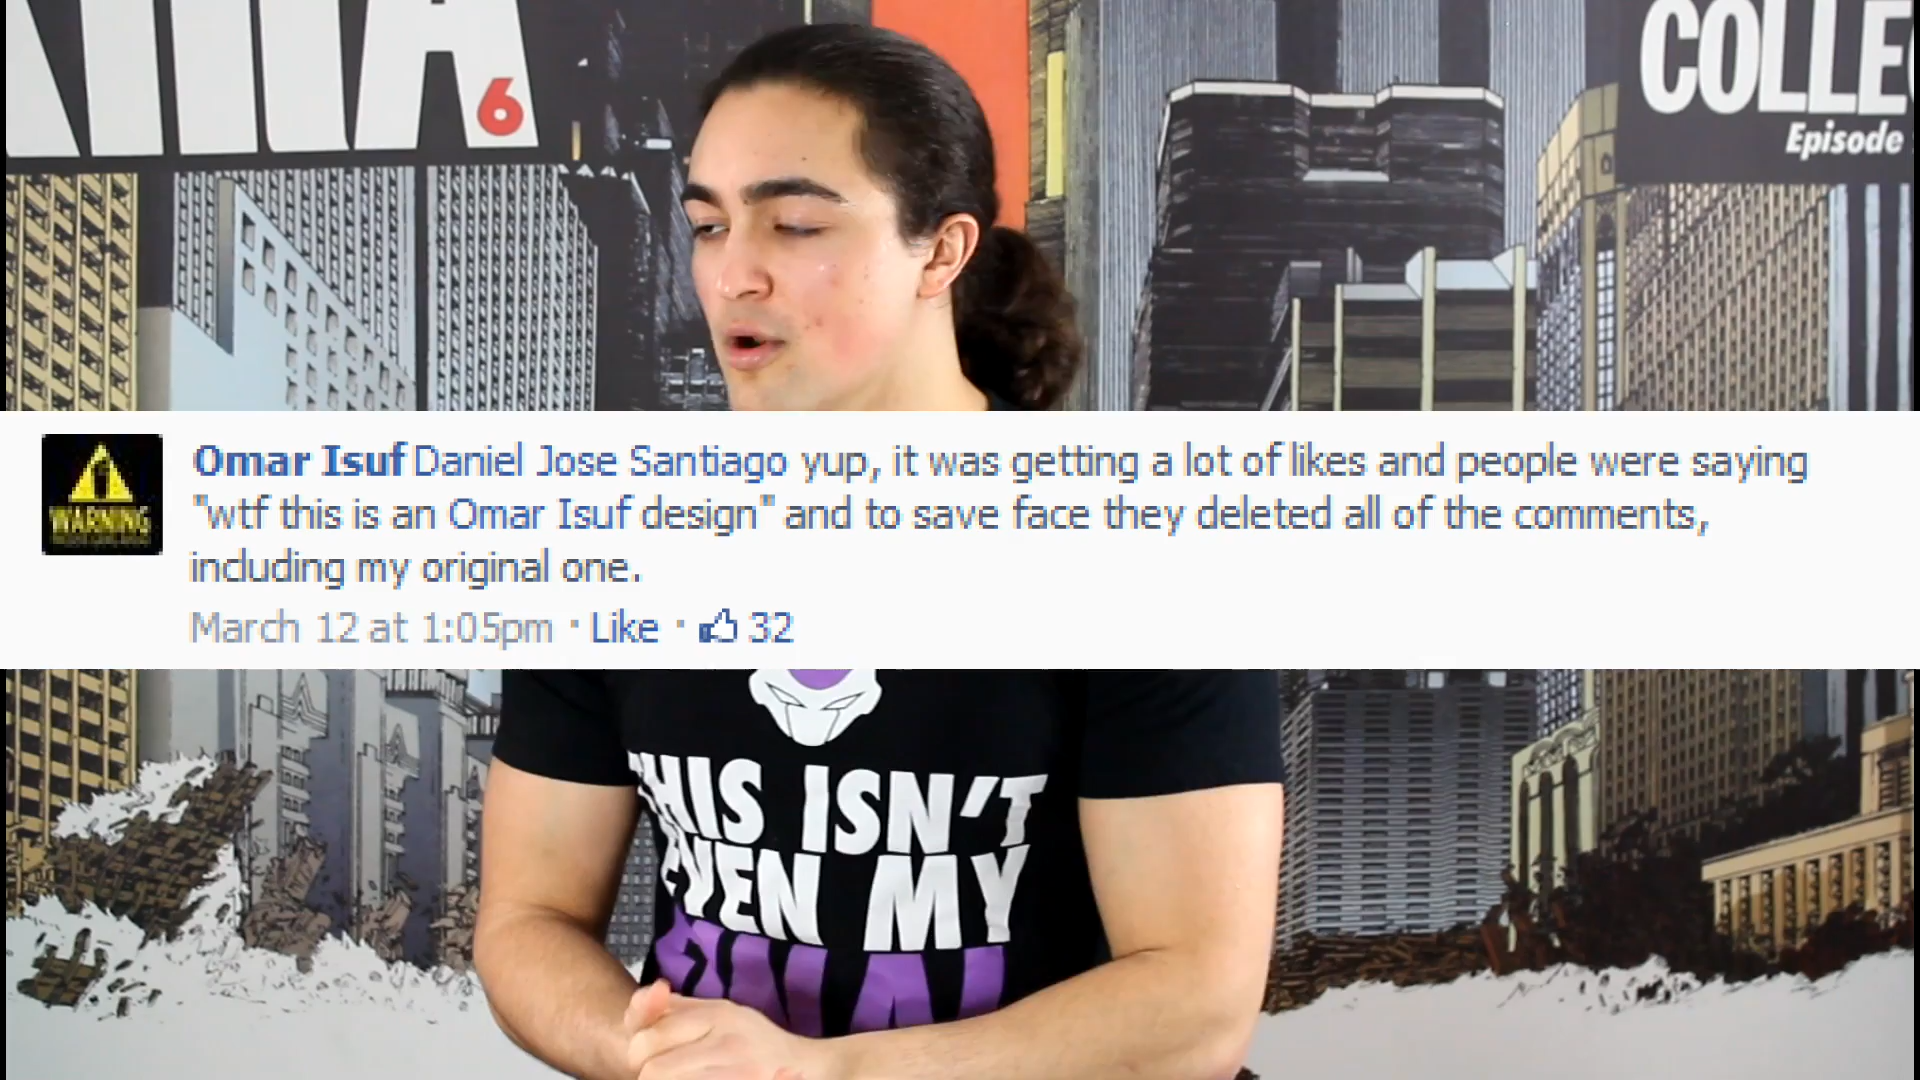 6
COLLE
Episode
WARNING
Omar Isuf Daniel Jose Santiago yup, it was getting a lot of likes and people were saying
"wtf this is an Omar Isuf design" and to save face they deleted all of the comments,
including my original one.
March 12 at 1:05pm · Like · 32
THIS ISN'T
EVEN MY
FINAL